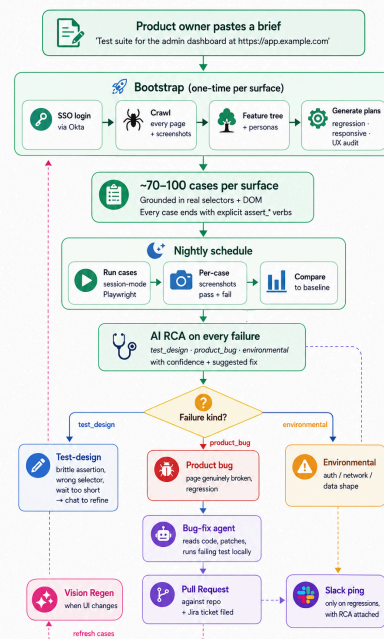 Product owner pastes a brief
'Test suite for the admin dashboard at https://app.example.com'
Bootstrap (one-time per surface)
SSO login
via Okta
Crawl
every page
+ screenshots
Feature tree
+ personas
Generate plans
regression ·
responsive ·
UX audit
~70–100 cases per surface
Grounded in real selectors + DOM
Every case ends with explicit assert_* verbs
Nightly schedule
Run cases
session-mode
Playwright
Per-case
screenshots
pass + fail
Compare
to baseline
AI RCA on every failure
test_design · product_bug · environmental
with confidence + suggested fix
?
Failure kind?
test_design
product_bug
environmental
Test-design
brittle assertion,
wrong selector,
wait too short
→ chat to refine
Product bug
page genuinely broken,
regression
Environmental
auth / network /
data shape
Bug-fix agent
reads code, patches,
runs failing test locally
Vision Regen
when UI changes
Pull Request
against repo
+ Jira ticket filed
Slack ping
only on regressions,
with RCA attached
refresh cases